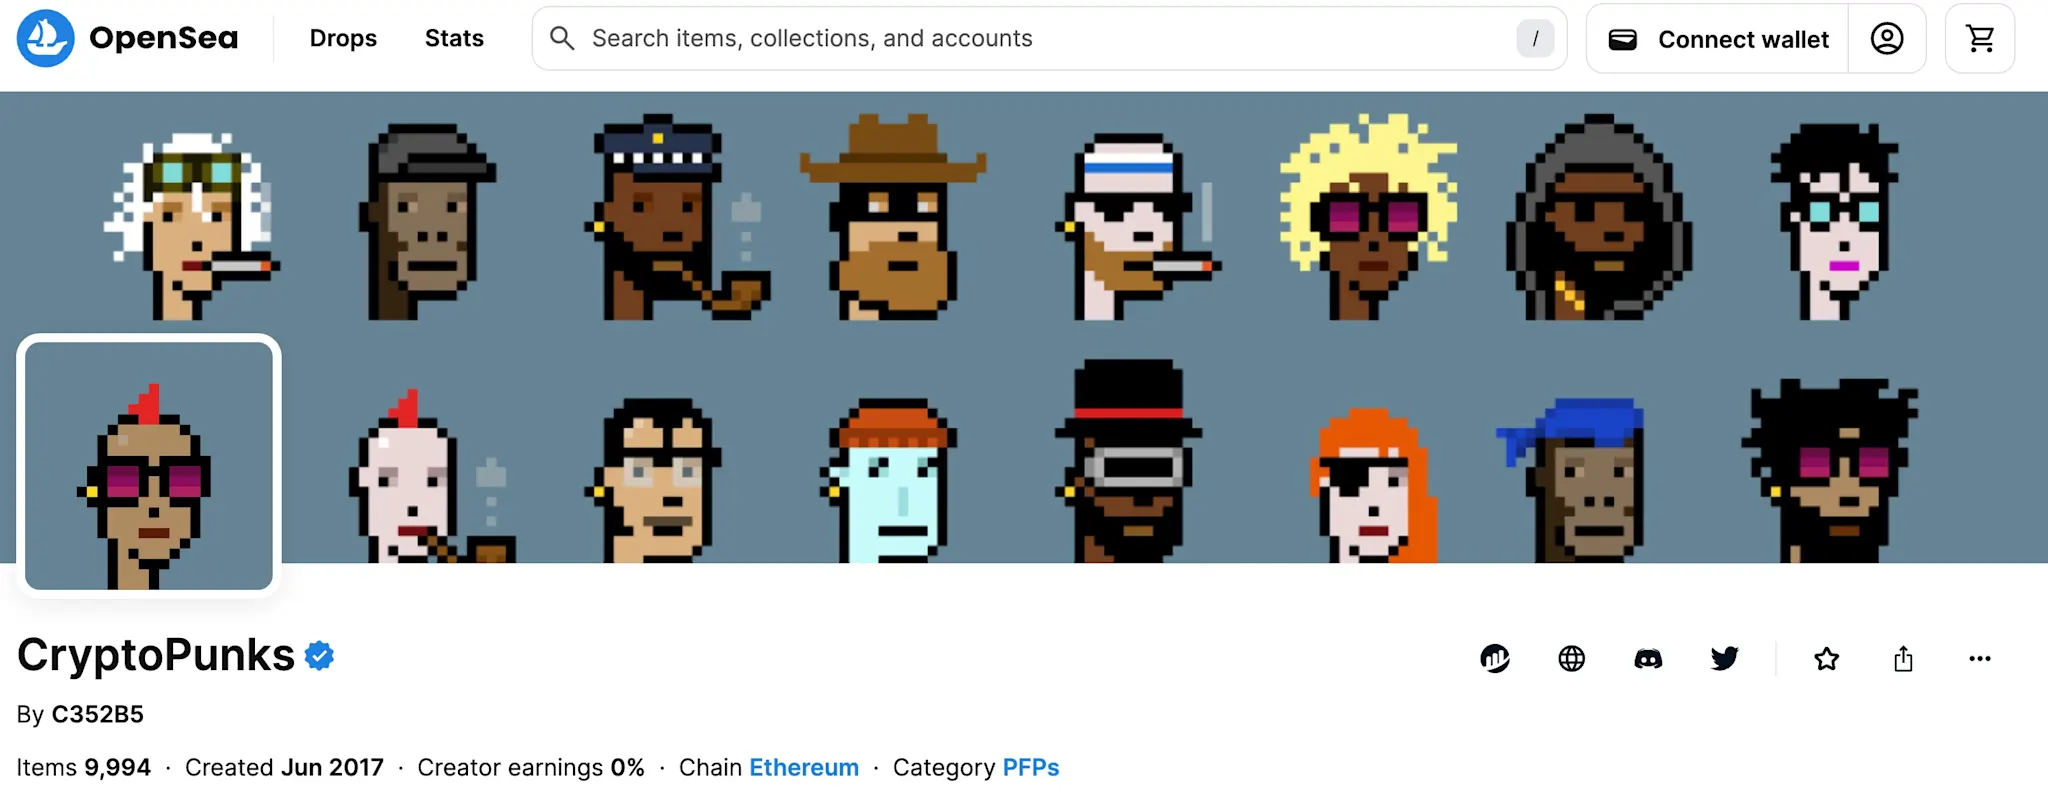 OpenSea Drops Stats Search items, collections, and accounts / Connect wallet
CryptoPunks
By C352B5
Items 9,994 · Created Jun 2017 · Creator earnings 0% · Chain Ethereum · Category PFPs